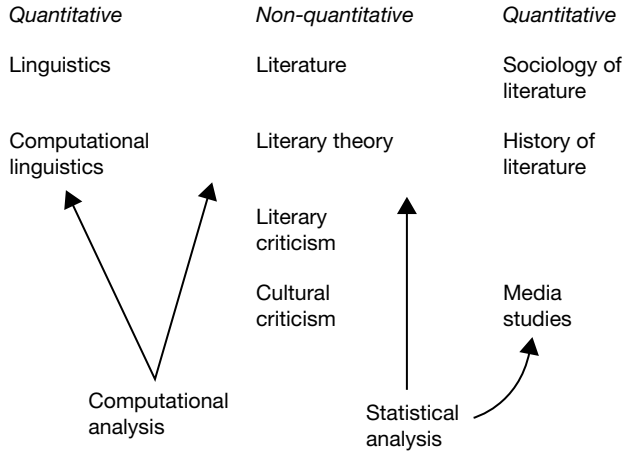 Quantitative
Non-quantitative
Quantitative
Linguistics
Literature
Sociology of
literature
Computational
linguistics
Literary theory
History of
literature
Literary
criticism
Cultural
criticism
Media
studies
Computational
analysis
Statistical
analysis